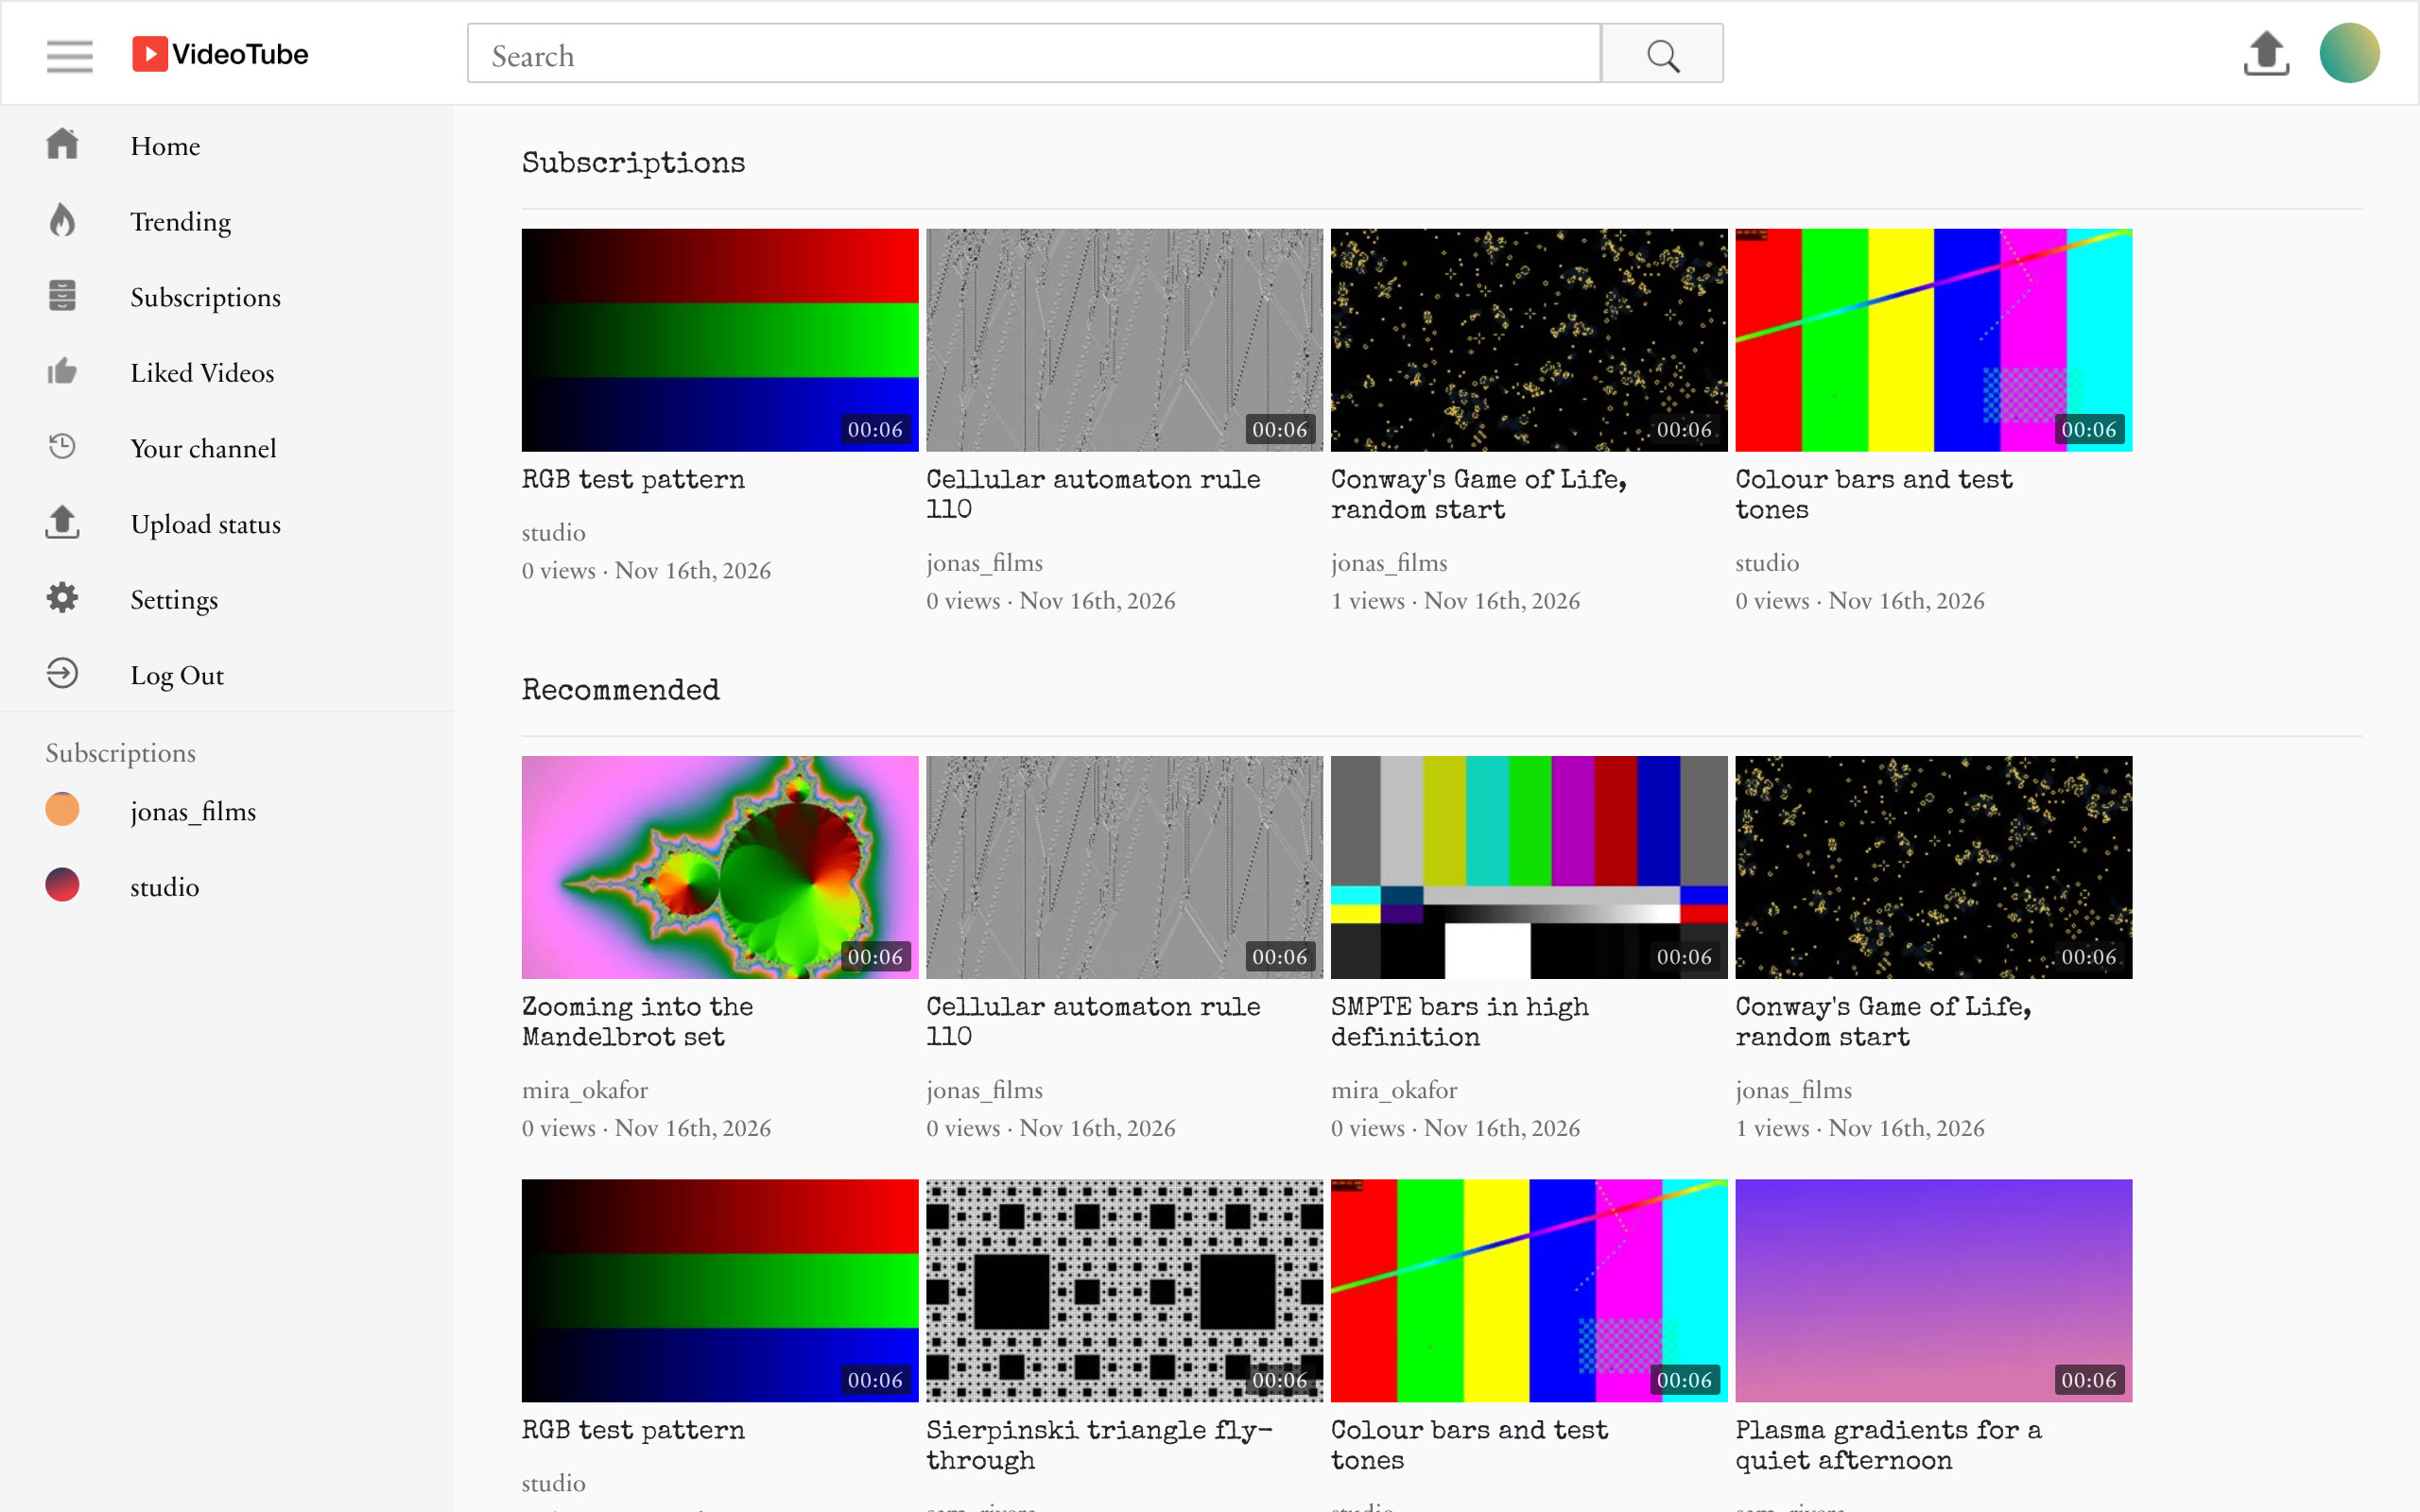 VideoTube
Search
Home
Trending
Subscriptions
Liked Videos
Your channel
Upload status
Settings
Log Out
Subscriptions
jonas_films
studio
Subscriptions
00:06
00:06
00:06
00:06
RGB test pattern
studio
0 views · Nov 16th, 2026
Cellular automaton rule
110
jonas_films
0 views · Nov 16th, 2026
Conway's Game of Life,
random start
jonas_films
1 views · Nov 16th, 2026
Colour bars and test
tones
studio
0 views · Nov 16th, 2026
Recommended
00:06
00:06
00:06
00:06
Zooming into the
Mandelbrot set
mira_okafor
0 views · Nov 16th, 2026
Cellular automaton rule
110
jonas_films
0 views · Nov 16th, 2026
SMPTE bars in high
definition
mira_okafor
0 views · Nov 16th, 2026
Conway's Game of Life,
random start
jonas_films
1 views · Nov 16th, 2026
00:06
00:06
00:06
00:06
RGB test pattern
studio
Sierpinski triangle fly-
through
Colour bars and test
tones
Plasma gradients for a
quiet afternoon